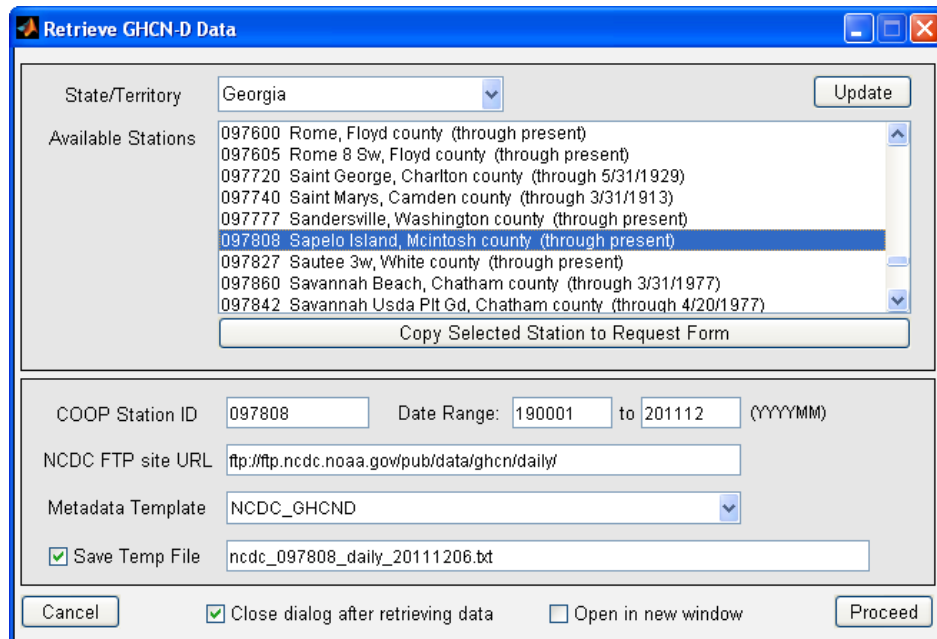 Retrieve GHCN-D Data
State/Territory Georgia Update
Available Stations
097600 Rome, Floyd county (through present)
097605 Rome 8 Sw, Floyd county (through present)
097720 Saint George, Charlton county (through 5/31/1929)
097740 Saint Marys, Camden county (through 3/31/1913)
097777 Sandersville, Washington county (through present)
097808 Sapelo Island, Mcintosh county (through present)
097827 Sautee 3w, White county (through present)
097860 Savannah Beach, Chatham county (through 3/31/1977)
097842 Savannah Usda Plt Gd, Chatham county (through 4/20/1977)
Copy Selected Station to Request Form
COOP Station ID 097808 Date Range: 190001 to 201112 (YYYYMM)
NCDC FTP site URL ftp://ftp.ncdc.noaa.gov/pub/data/ghcn/daily/
Metadata Template NCDC_GHCND
Save Temp File ncdc_097808_daily_20111206.txt
Cancel Close dialog after retrieving data Open in new window Proceed